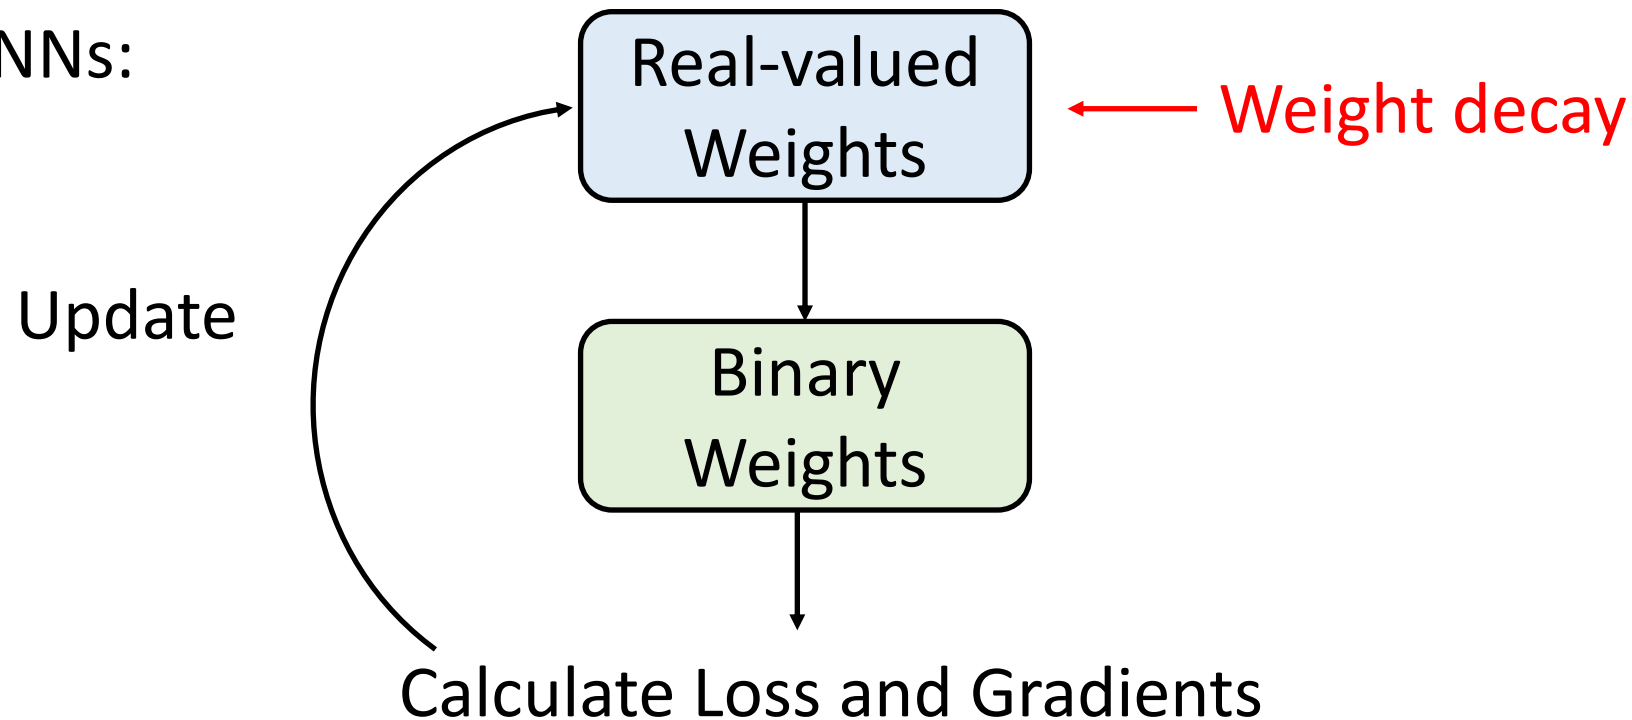 NNs:
Real-valued
Weights
Weight decay
Update
Binary
Weights
Calculate Loss and Gradients